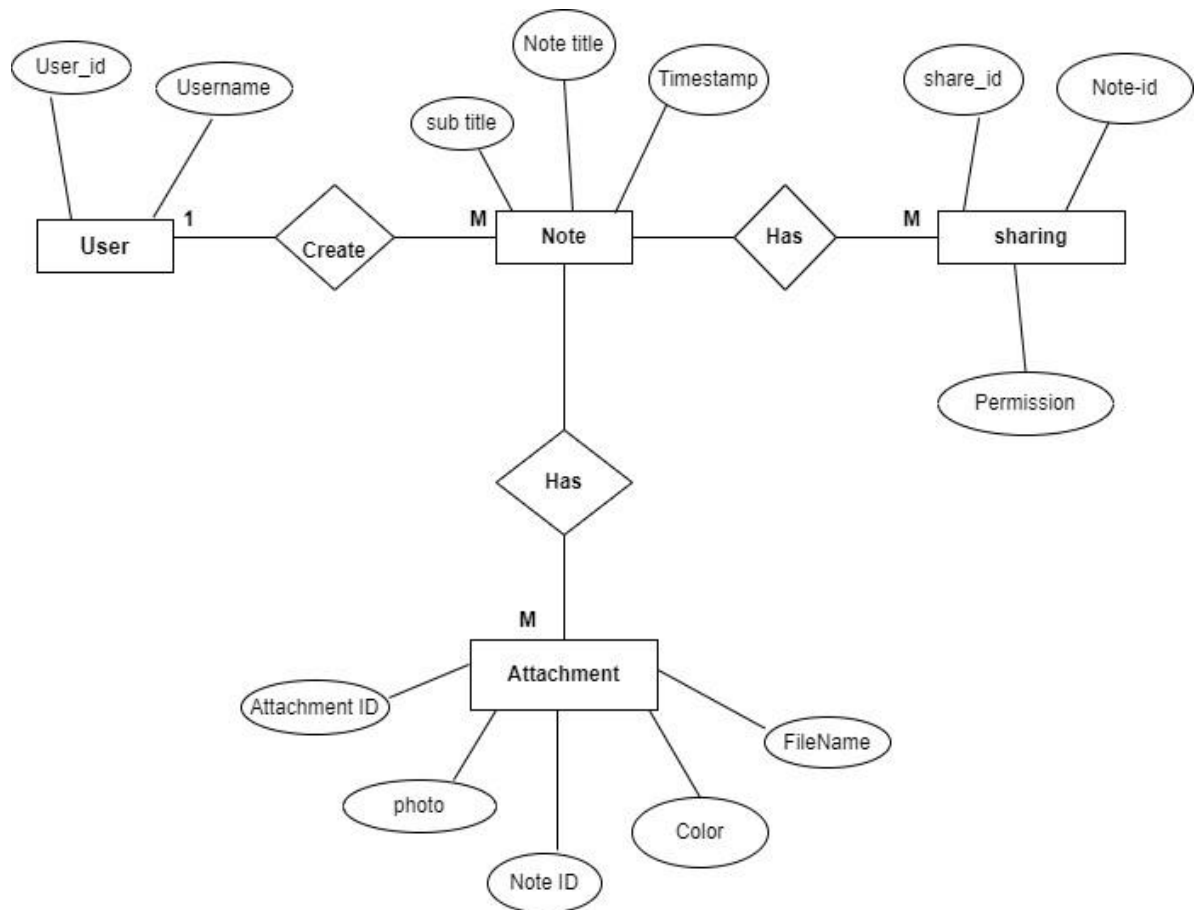 Note title
User_id
Timestamp
share_id
Note-id
Username
sub title
1
M
M
User
Create
Note
Has
sharing
Permission
Has
M
Attachment
Attachment ID
FileName
photo
Color
Note ID